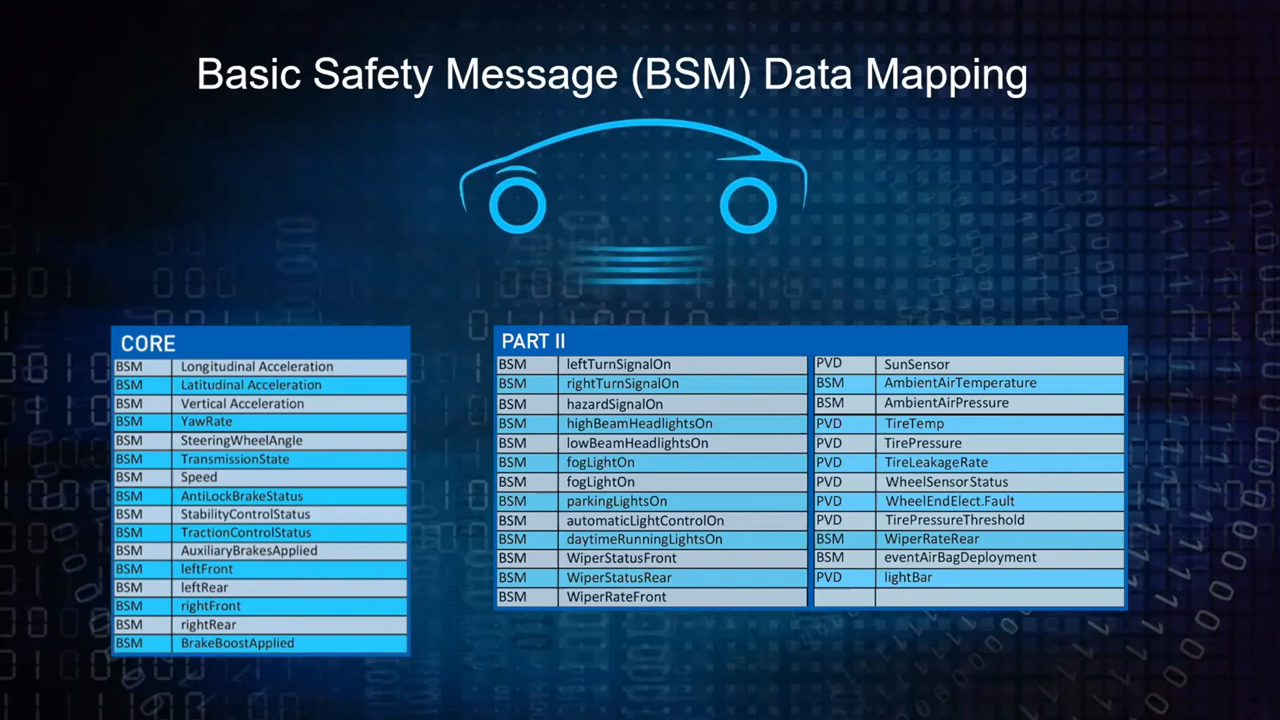 Basic Safety Message (BSM) Data Mapping
CORE
BSM Longitudinal Acceleration
BSM Latitudinal Acceleration
BSM Vertical Acceleration
BSM YawRate
BSM SteeringWheelAngle
BSM TransmissionState
BSM Speed
BSM AntiLockBrakeStatus
BSM StabilityControlStatus
BSM TractionControlStatus
BSM AuxiliaryBrakesApplied
BSM leftFront
BSM leftRear
BSM rightFront
BSM rightRear
BSM BrakeBoostApplied
PART II
BSM leftTurnSignalOn
BSM rightTurnSignalOn
BSM hazardSignalOn
BSM highBeamHeadlightsOn
BSM lowBeamHeadlightsOn
BSM fogLightOn
BSM fogLightOn
BSM parkingLightsOn
BSM automaticLightControlOn
BSM daytimeRunningLightsOn
BSM WiperStatusFront
BSM WiperStatusRear
BSM WiperRateFront
PVD SunSensor
BSM AmbientAirTemperature
BSM AmbientAirPressure
PVD TireTemp
PVD TirePressure
PVD TireLeakageRate
PVD WheelSensorStatus
PVD WheelEndElect.Fault
PVD TirePressureThreshold
BSM WiperRateRear
BSM eventAirBagDeployment
PVD lightBar